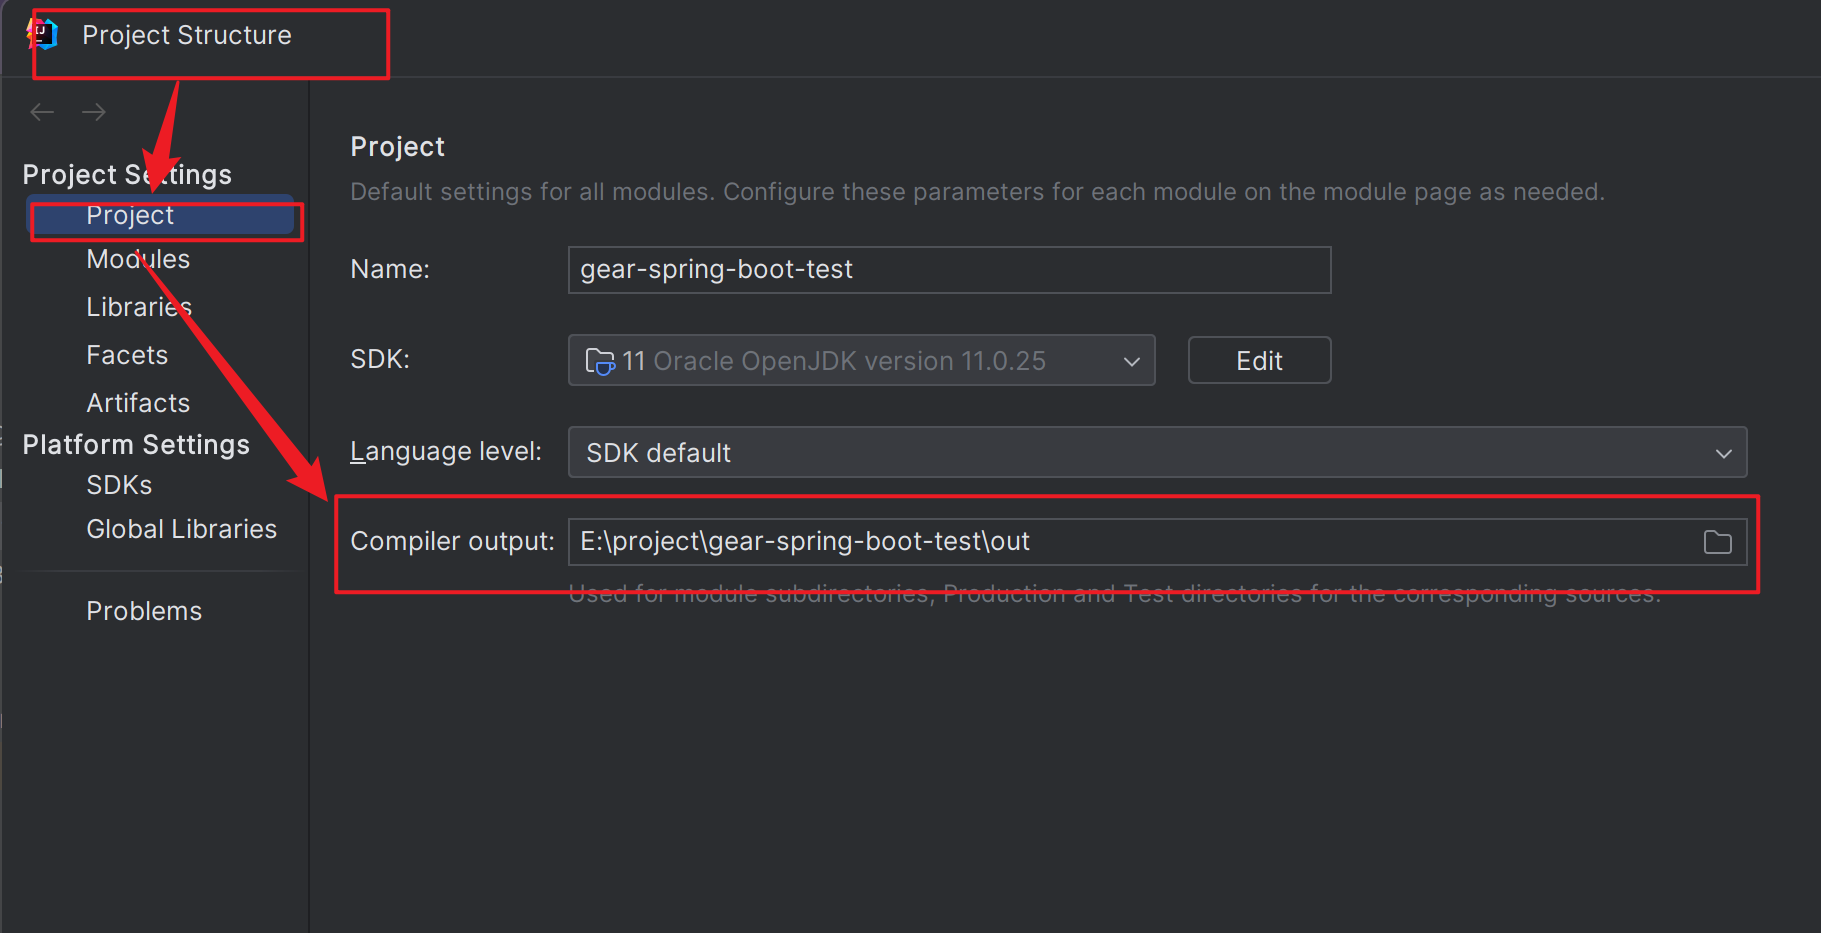 Project Structure
Project Settings
Project
Modules
Libraries
Facets
Artifacts
Platform Settings
SDKs
Global Libraries
Problems
Project
Default settings for all modules. Configure these parameters for each module on the module page as needed.
Name: gear-spring-boot-test
SDK: 11 Oracle OpenJDK version 11.0.25 Edit
Language level: SDK default
Compiler output: E:\project\gear-spring-boot-test\out
Used for module subdirectories, Production and Test directories for the corresponding sources.